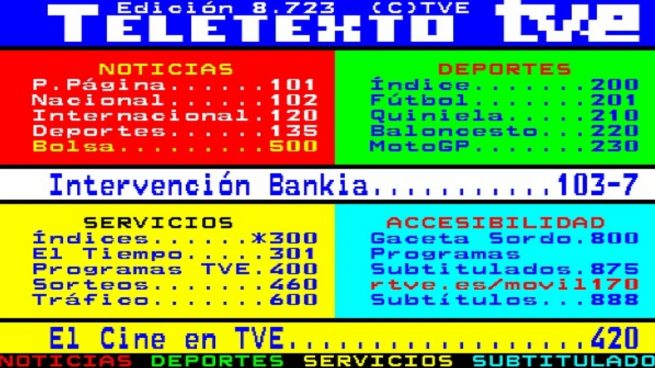 Edición 8.723 (C)TVE
TELETEXTO tve
NOTICIAS
P.Página......101
Nacional......102
Internacional.120
Deportes......135
Bolsa.........500
DEPORTES
Índice........200
Fútbol........201
Quiniela......210
Baloncesto....220
MotoGP........230
Intervención Bankia...........103-7
SERVICIOS
Índices......*300
El Tiempo.....301
Programas TVE.400
Sorteos.......460
Tráfico.......600
ACCESIBILIDAD
Gaceta Sordo.800
Programas
Subtitulados.875
rtve.es/movil170
Subtítulos...888
El Cine en TVE..................420
NOTICIAS DEPORTES SERVICIOS SUBTITULADO